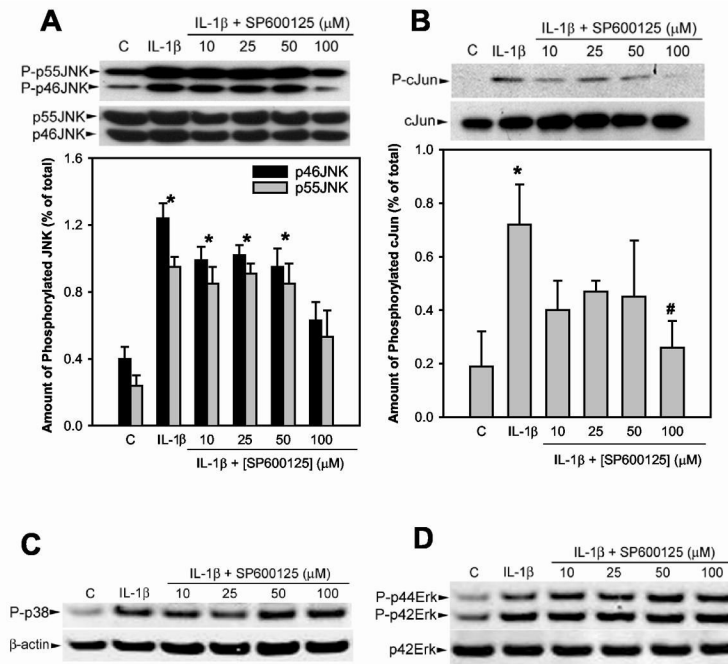 A
IL-1β + SP600125 (μM)
C IL-1β 10 25 50 100
P-p55JNK
P-p46JNK
p55JNK
p46JNK
Amount of Phosphorylated JNK (% of total)
1.6
1.2
0.8
0.4
0.0
p46JNK
p55JNK
* * * *
C IL-1β 10 25 50 100
IL-1β + [SP600125] (μM)
B
IL-1β + SP600125 (μM)
C IL-1β 10 25 50 100
P-cJun
cJun
Amount of Phosphorylated cJun (% of total)
1.0
0.8
0.6
0.4
0.2
0.0
*
#
C IL-1β 10 25 50 100
IL-1β + [SP600125] (μM)
C
IL-1β + SP600125 (μM)
C IL-1β 10 25 50 100
P-p38
β-actin
D
IL-1β + SP600125 (μM)
C IL-1β 10 25 50 100
P-p44Erk
P-p42Erk
p42Erk